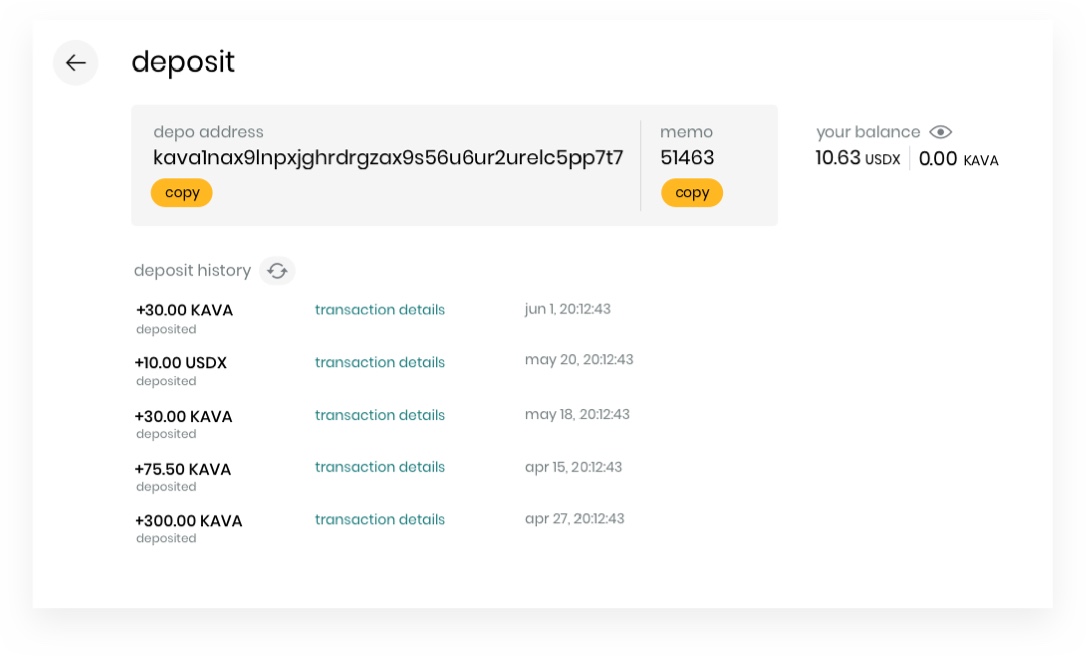 deposit
depo address
kava1nax9lnpxjghrdrgzax9s56u6ur2urelc5pp7t7
copy
memo
51463
copy
your balance
10.63 USDX 0.00 KAVA
deposit history
+30.00 KAVA transaction details jun 1, 20:12:43
deposited
+10.00 USDX transaction details may 20, 20:12:43
deposited
+30.00 KAVA transaction details may 18, 20:12:43
deposited
+75.50 KAVA transaction details apr 15, 20:12:43
deposited
+300.00 KAVA transaction details apr 27, 20:12:43
deposited